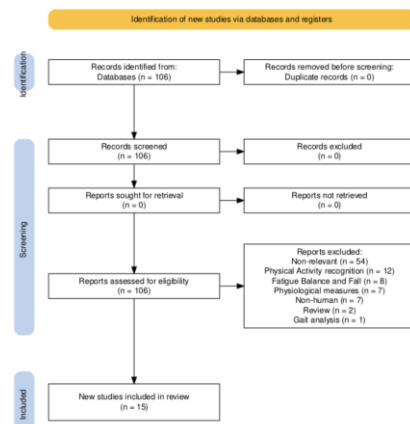 Identification of new studies via databases and registers
Identification
Records identified from:
Databases (n = 106)
Records removed before screening:
Duplicate records (n = 0)
Screening
Records screened
(n = 106)
Records excluded
(n = 0)
Reports sought for retrieval
(n = 0)
Reports not retrieved
(n = 0)
Reports assessed for eligibility
(n = 106)
Reports excluded:
Non-relevant (n = 54)
Physical Activity recognition (n = 12)
Fatigue Balance and Fall (n = 8)
Physiological measures (n = 7)
Non-human (n = 7)
Review (n = 2)
Gait analysis (n = 1)
Included
New studies included in review
(n = 15)